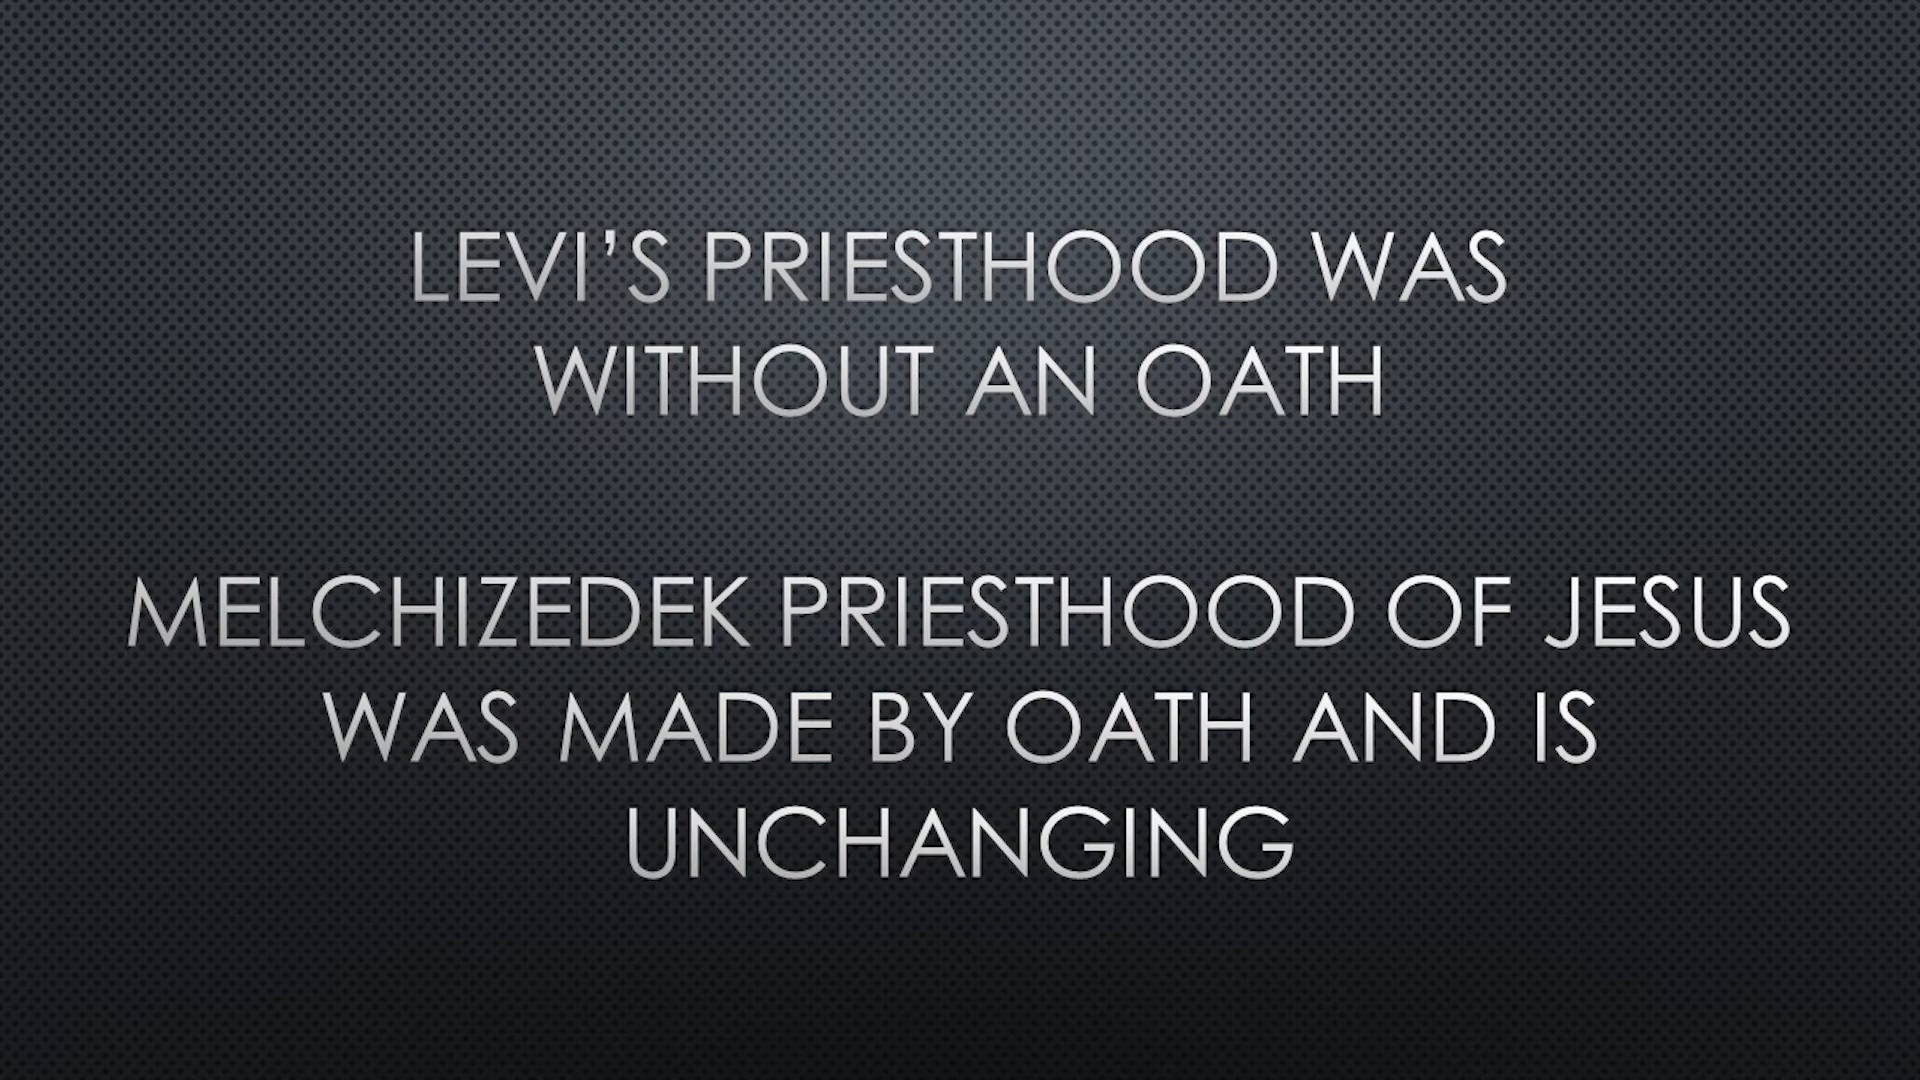 LEVI’S PRIESTHOOD WAS
WITHOUT AN OATH
MELCHIZEDEK PRIESTHOOD OF JESUS
WAS MADE BY OATH AND IS
UNCHANGING